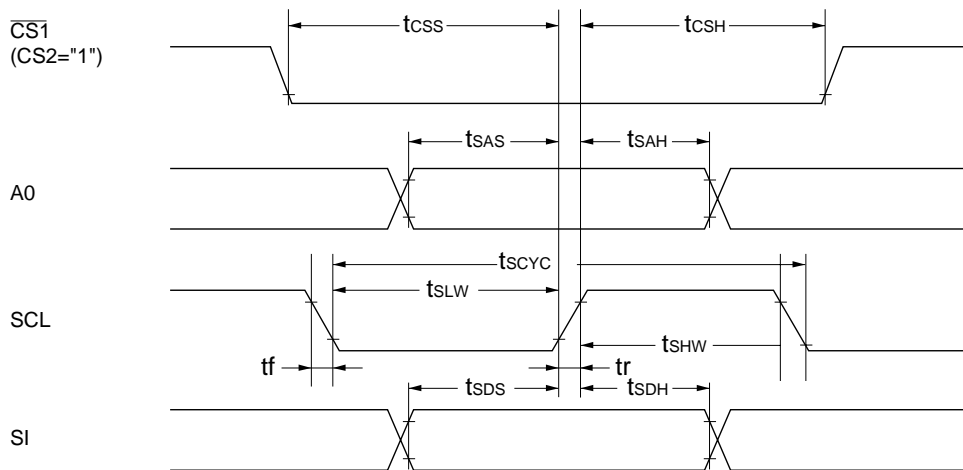 CS1
(CS2="1")
tCSS
tCSH
tSAS
tSAH
A0
tSCYC
tSLW
SCL
tSHW
tf
tr
tSDS
tSDH
SI